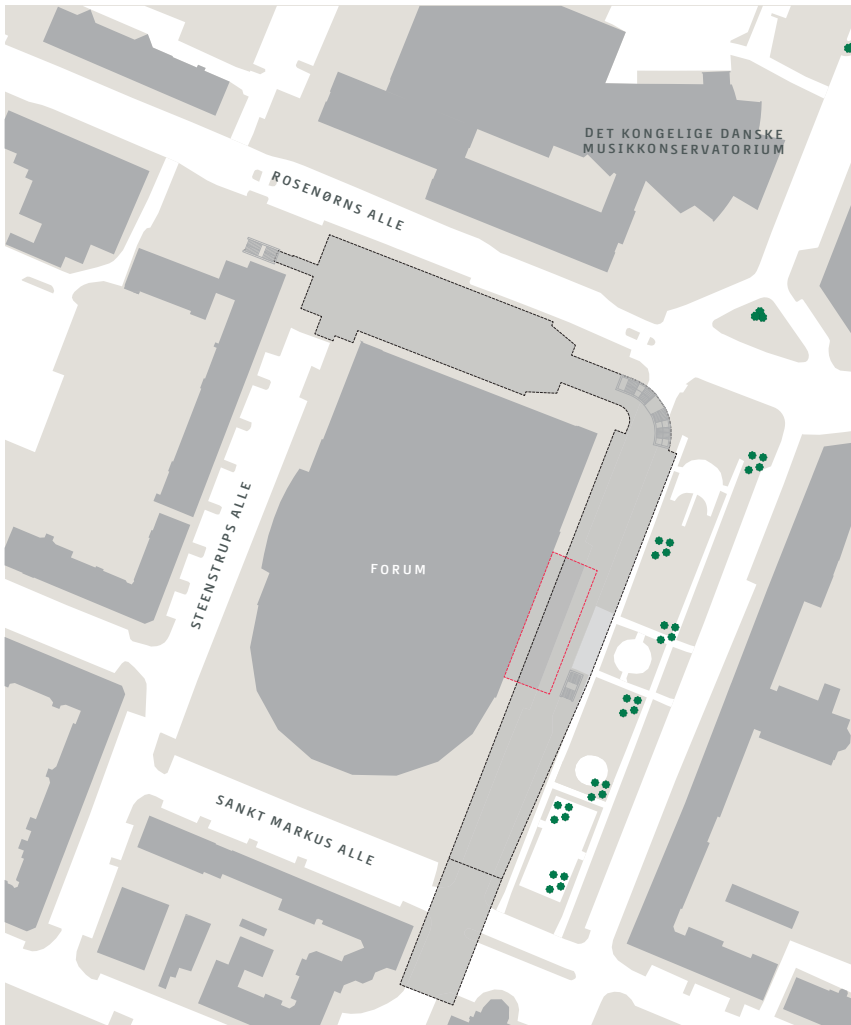 DET KONGELIGE DANSKE
MUSIKKONSERVATORIUM
ROSENØRNS ALLE
STEENSTRUPS ALLE
FORUM
SANKT MARKUS ALLE